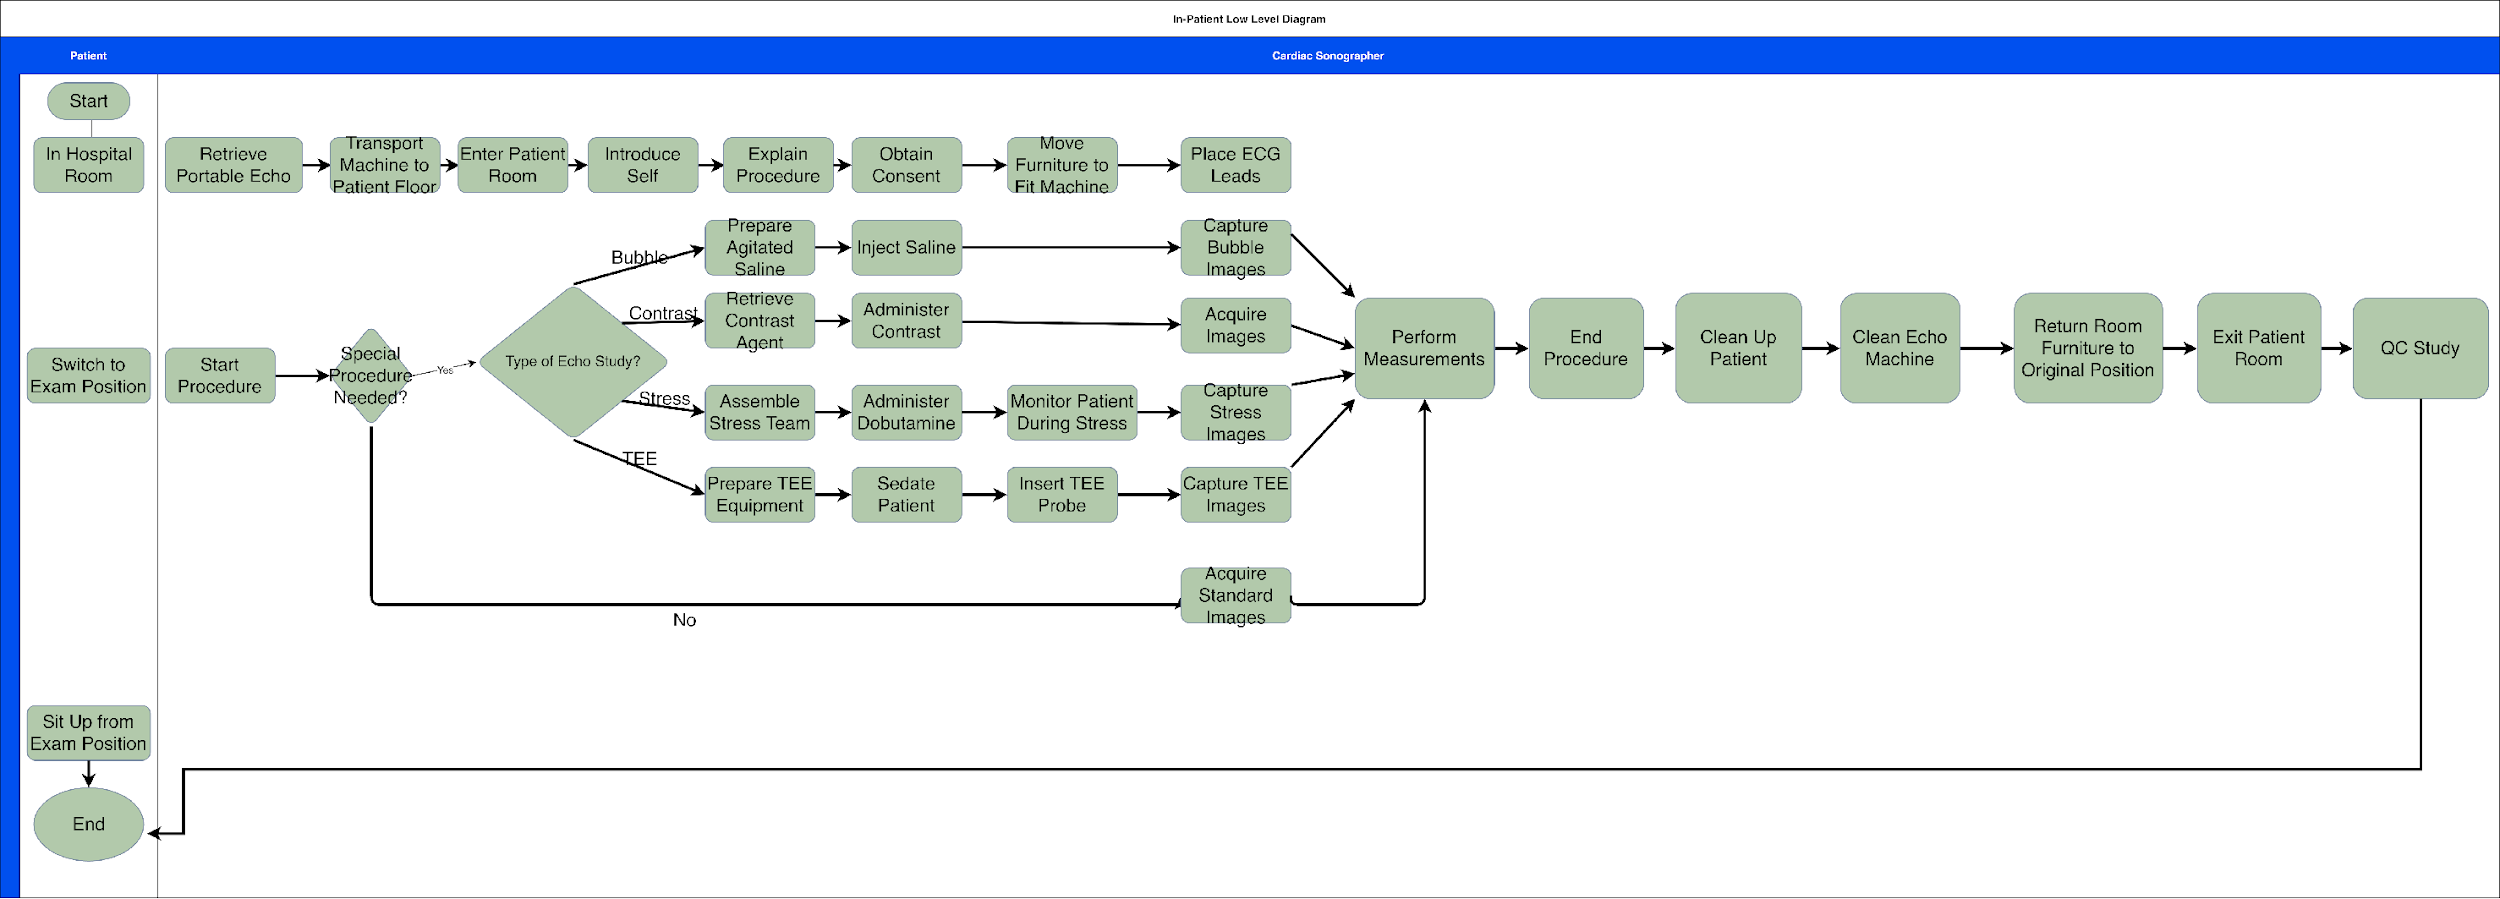 In-Patient Low Level Diagram
Patient
Cardiac Sonographer
Start
In Hospital
Room
Retrieve
Portable Echo
Transport
Machine to
Patient Floor
Enter Patient
Room
Introduce
Self
Explain
Procedure
Obtain
Consent
Move
Furniture to
Fit Machine
Place ECG
Leads
Bubble
Prepare
Agitated
Saline
Inject Saline
Capture
Bubble
Images
Contrast
Retrieve
Contrast
Agent
Administer
Contrast
Acquire
Images
Switch to
Exam Position
Start
Procedure
Special
Procedure
Needed?
Yes
Type of Echo Study?
Perform
Measurements
End
Procedure
Clean Up
Patient
Clean Echo
Machine
Return Room
Furniture to
Original Position
Exit Patient
Room
QC Study
Stress
Assemble
Stress Team
Administer
Dobutamine
Monitor Patient
During Stress
Capture
Stress
Images
TEE
Prepare TEE
Equipment
Sedate
Patient
Insert TEE
Probe
Capture TEE
Images
Acquire
Standard
Images
No
Sit Up from
Exam Position
End